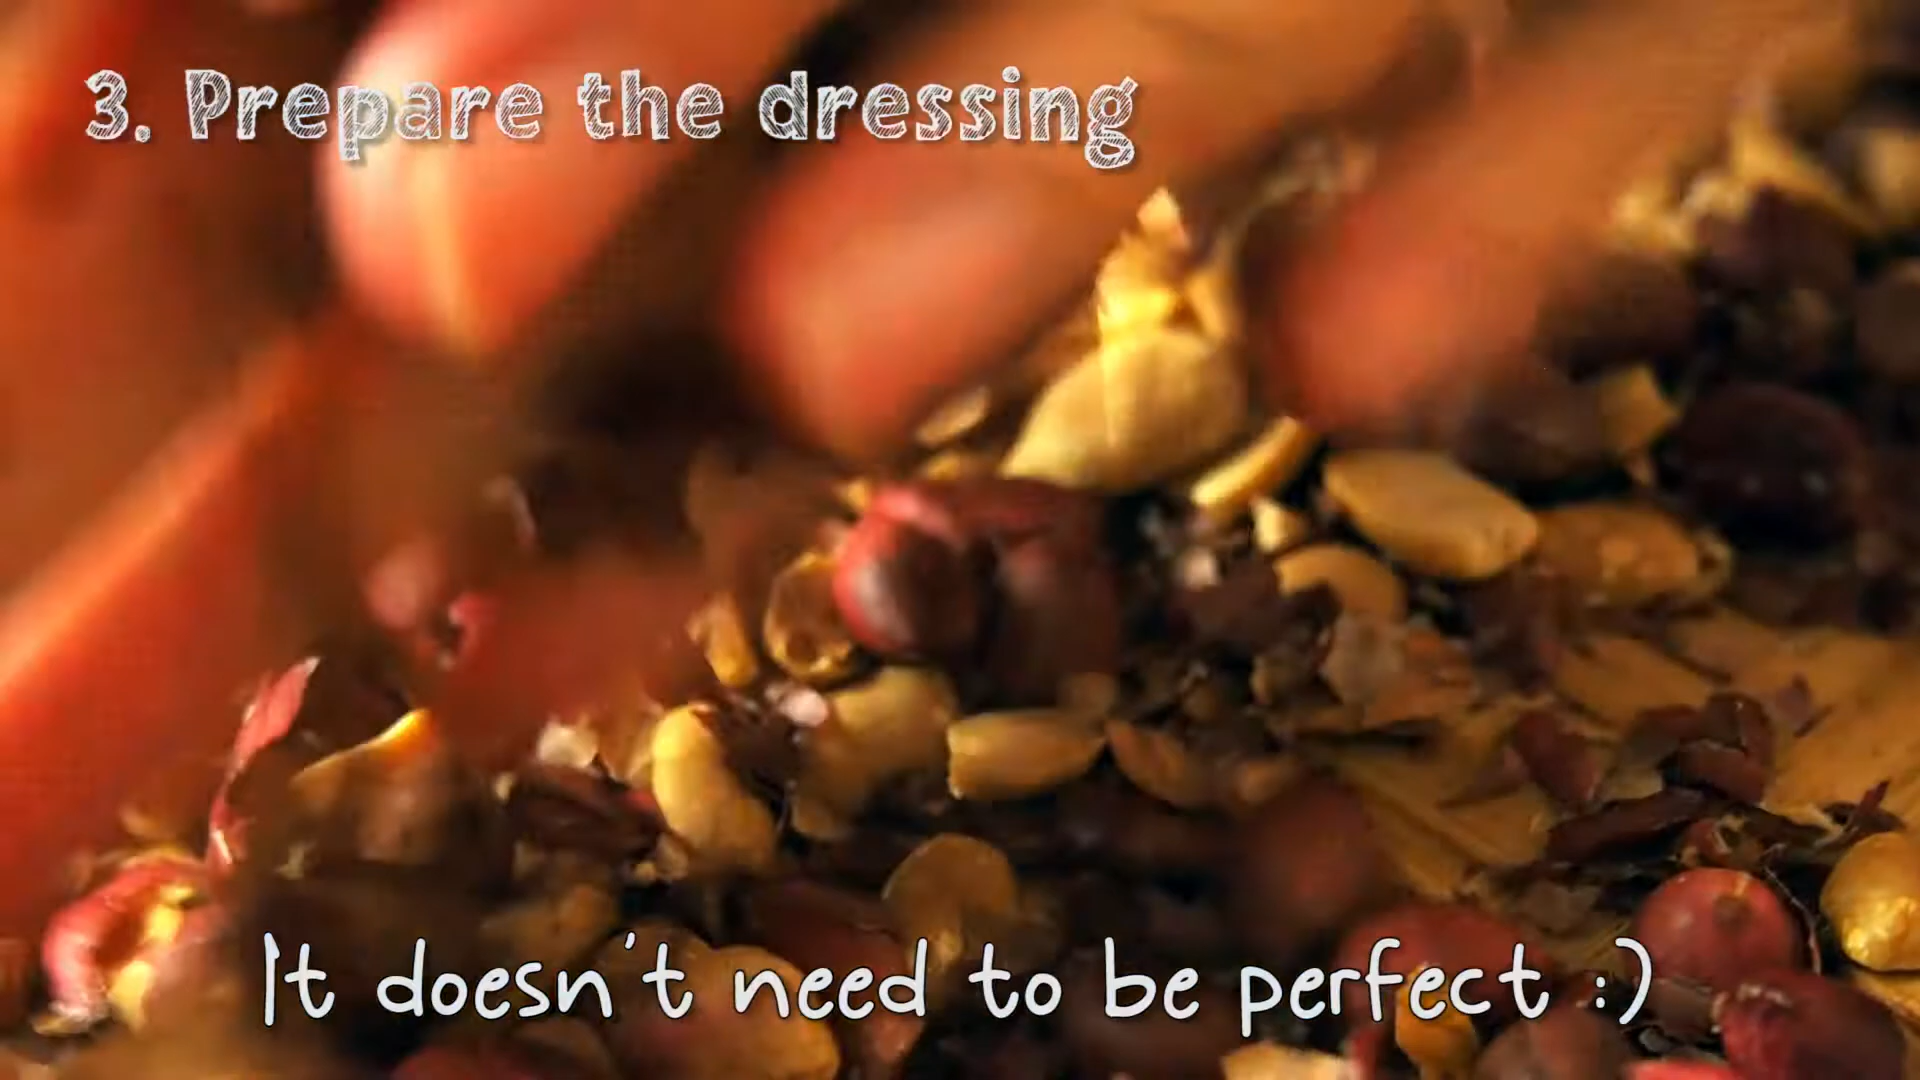 3. Prepare the dressing
It doesn't need to be perfect :)